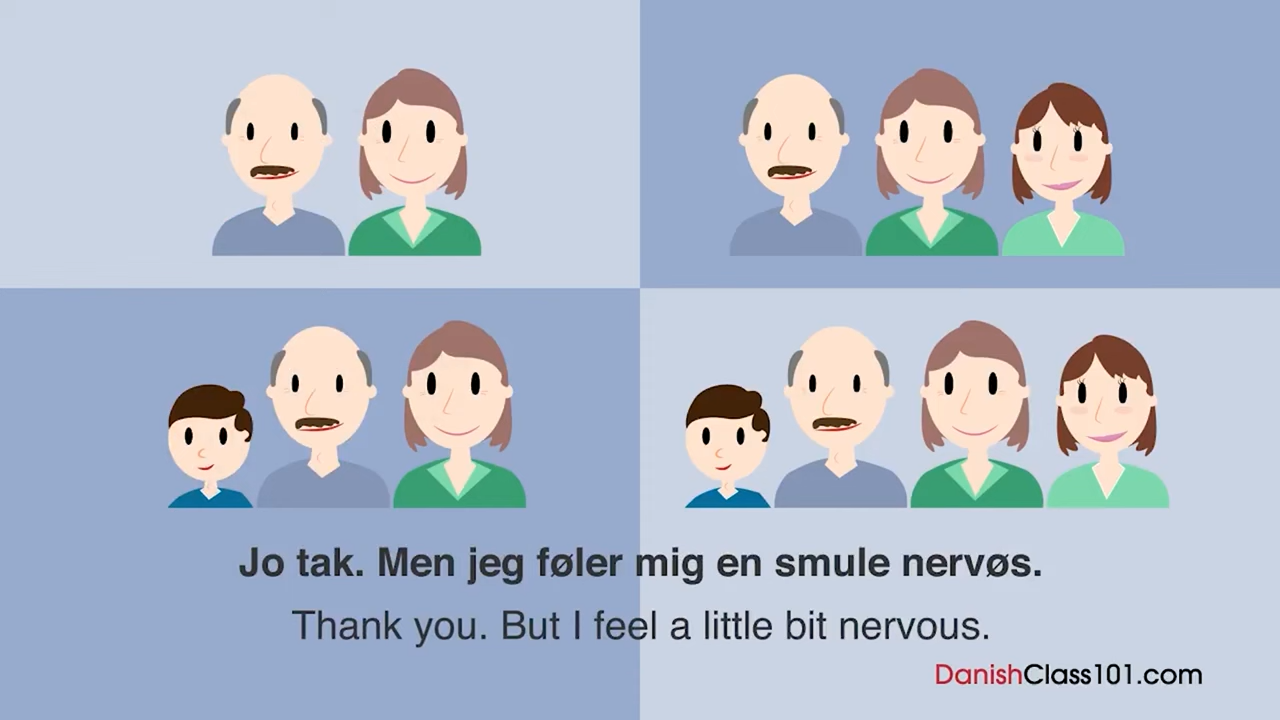 Jo tak. Men jeg føler mig en smule nervøs.
Thank you. But I feel a little bit nervous.
DanishClass101.com